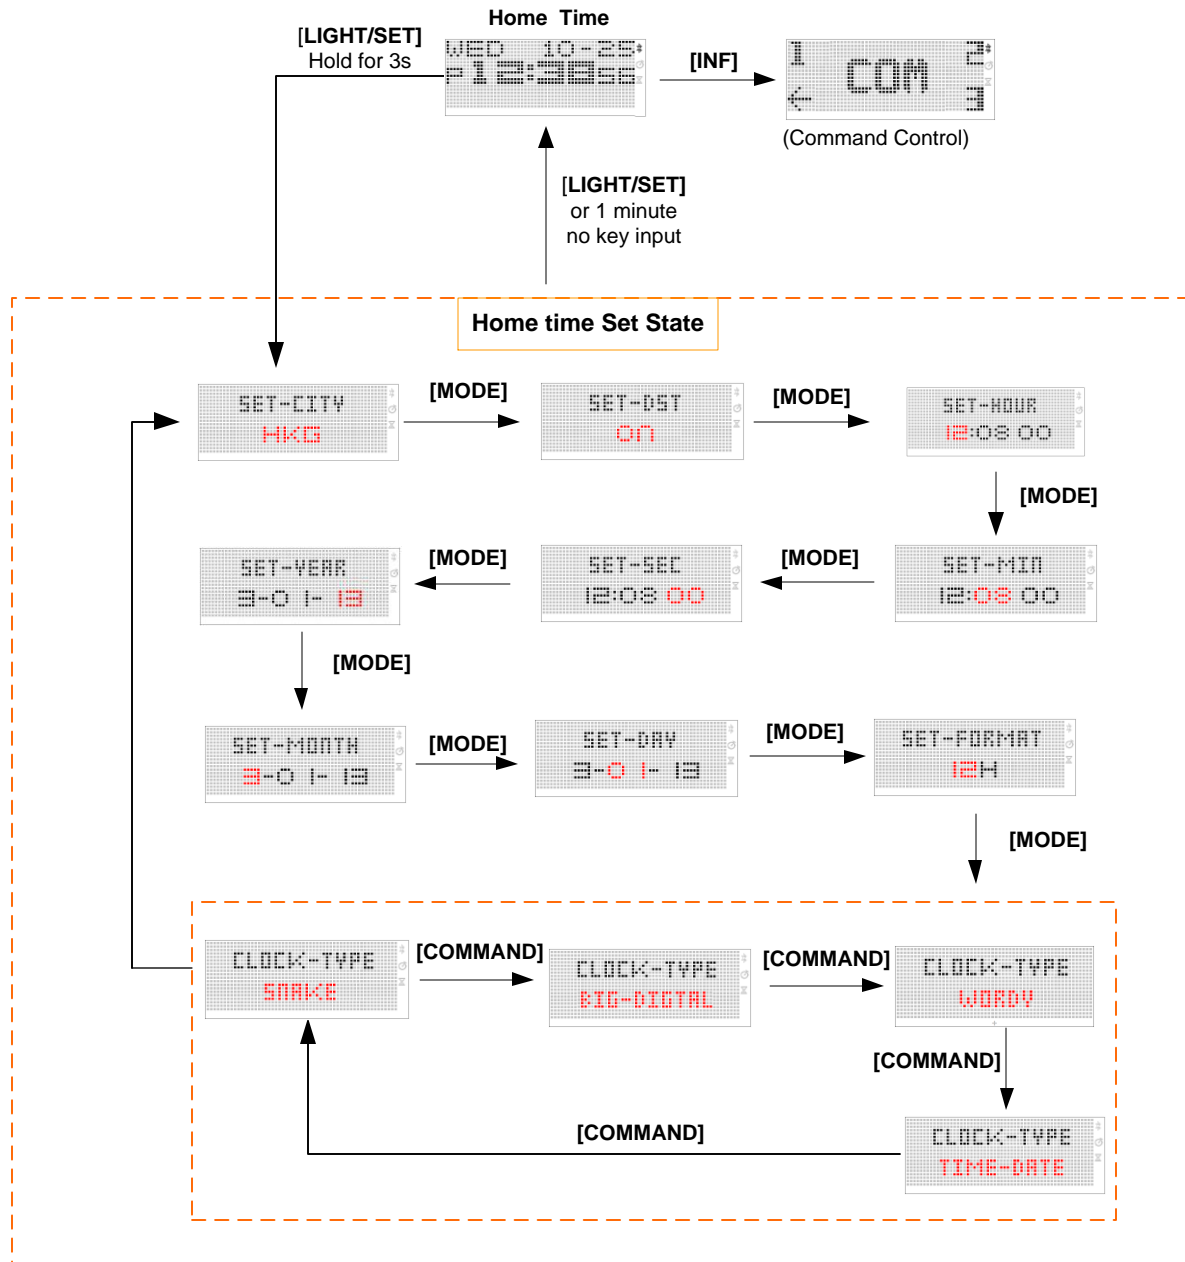 Home Time
[LIGHT/SET]
Hold for 3s
WED 10-25
P12:3856
[INF]
1 2
COM
← 3
(Command Control)
[LIGHT/SET]
or 1 minute
no key input
Home time Set State
SET-CITY
HKG
[MODE]
SET-DST
ON
[MODE]
SET-HOUR
12:08 00
[MODE]
SET-MIN
12:08 00
[MODE]
SET-SEC
12:08 00
[MODE]
SET-YEAR
3-01-13
[MODE]
SET-MONTH
3-01-13
[MODE]
SET-DAY
3-01-13
[MODE]
SET-FORMAT
12H
[MODE]
CLOCK-TYPE
SNAKE
[COMMAND]
CLOCK-TYPE
BIG-DIGTAL
[COMMAND]
CLOCK-TYPE
WORDY
[COMMAND]
CLOCK-TYPE
TIME-DATE
[COMMAND]